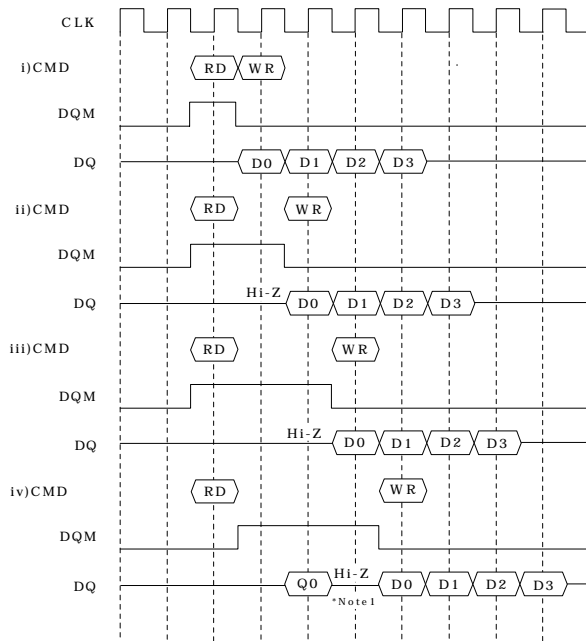 CLK
i)CMD RD WR
DQM
DQ D0 D1 D2 D3
ii)CMD RD WR
DQM
DQ Hi-Z D0 D1 D2 D3
iii)CMD RD WR
DQM
DQ Hi-Z D0 D1 D2 D3
iv)CMD RD WR
DQM
DQ Q0 Hi-Z D0 D1 D2 D3
*Note1